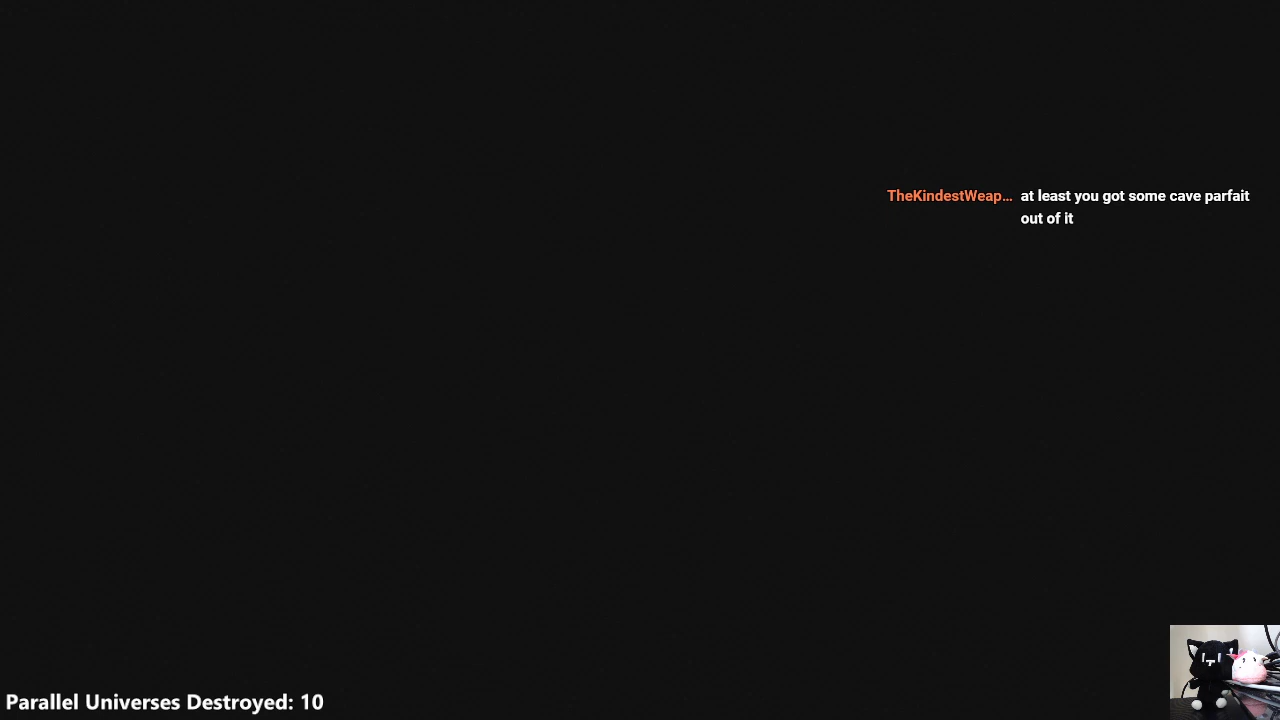 TheKindestWeap… at least you got some cave parfait
out of it
Parallel Universes Destroyed: 10